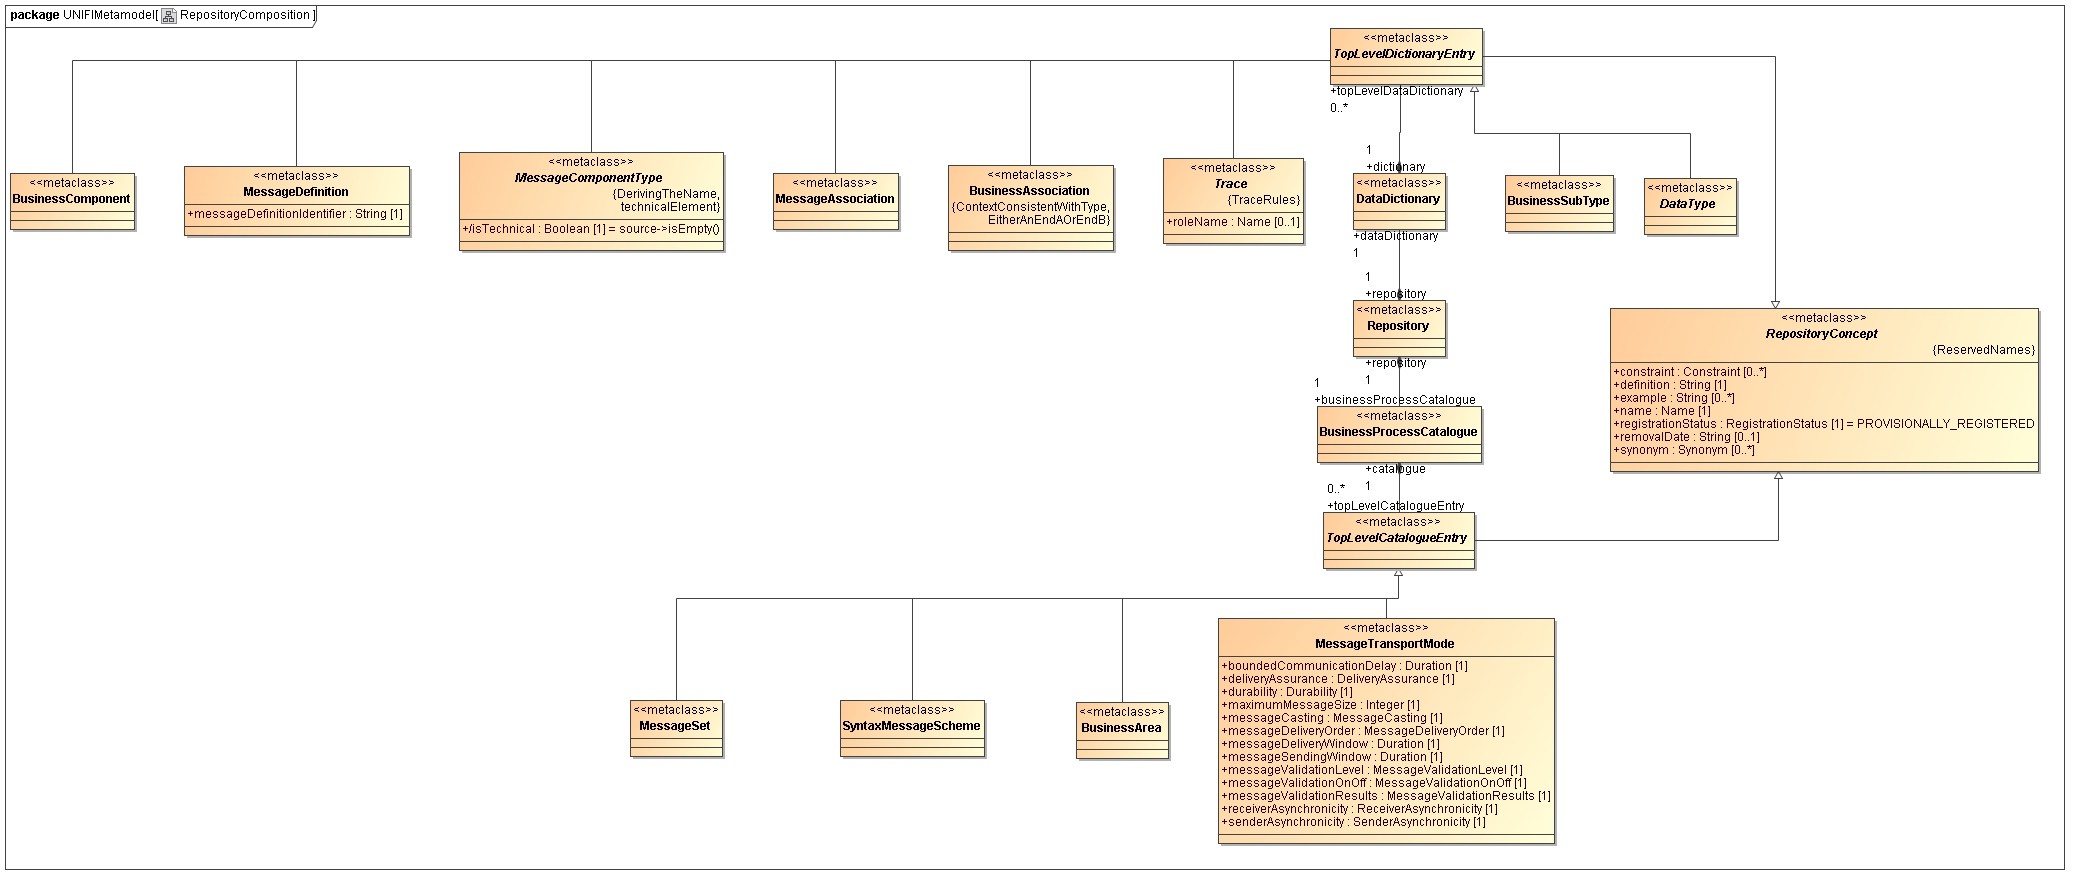 package UNIFIMetamodel[ RepositoryComposition ]
<<metaclass>>
TopLevelDictionaryEntry
+topLevelDataDictionary
0..*
<<metaclass>>
BusinessComponent
<<metaclass>>
MessageDefinition
+messageDefinitionIdentifier : String [1]
<<metaclass>>
MessageComponentType
{DerivingTheName,
technicalElement}
+/isTechnical : Boolean [1] = source->isEmpty()
<<metaclass>>
MessageAssociation
<<metaclass>>
BusinessAssociation
{ContextConsistentWithType,
EitherAnEndAOrEndB}
<<metaclass>>
Trace
{TraceRules}
+roleName : Name [0..1]
1
+dictionary
<<metaclass>>
DataDictionary
+dataDictionary
1
<<metaclass>>
BusinessSubType
<<metaclass>>
DataType
1
+repository
<<metaclass>>
Repository
+repository
1
1
+businessProcessCatalogue
<<metaclass>>
BusinessProcessCatalogue
+catalogue
1
0..*
+topLevelCatalogueEntry
<<metaclass>>
TopLevelCatalogueEntry
<<metaclass>>
RepositoryConcept
{ReservedNames}
+constraint : Constraint [0..*]
+definition : String [1]
+example : String [0..*]
+name : Name [1]
+registrationStatus : RegistrationStatus [1] = PROVISIONALLY_REGISTERED
+removalDate : String [0..1]
+synonym : Synonym [0..*]
<<metaclass>>
MessageSet
<<metaclass>>
SyntaxMessageScheme
<<metaclass>>
BusinessArea
<<metaclass>>
MessageTransportMode
+boundedCommunicationDelay : Duration [1]
+deliveryAssurance : DeliveryAssurance [1]
+durability : Durability [1]
+maximumMessageSize : Integer [1]
+messageCasting : MessageCasting [1]
+messageDeliveryOrder : MessageDeliveryOrder [1]
+messageDeliveryWindow : Duration [1]
+messageSendingWindow : Duration [1]
+messageValidationLevel : MessageValidationLevel [1]
+messageValidationOnOff : MessageValidationOnOff [1]
+messageValidationResults : MessageValidationResults [1]
+receiverAsynchronicity : ReceiverAsynchronicity [1]
+senderAsynchronicity : SenderAsynchronicity [1]